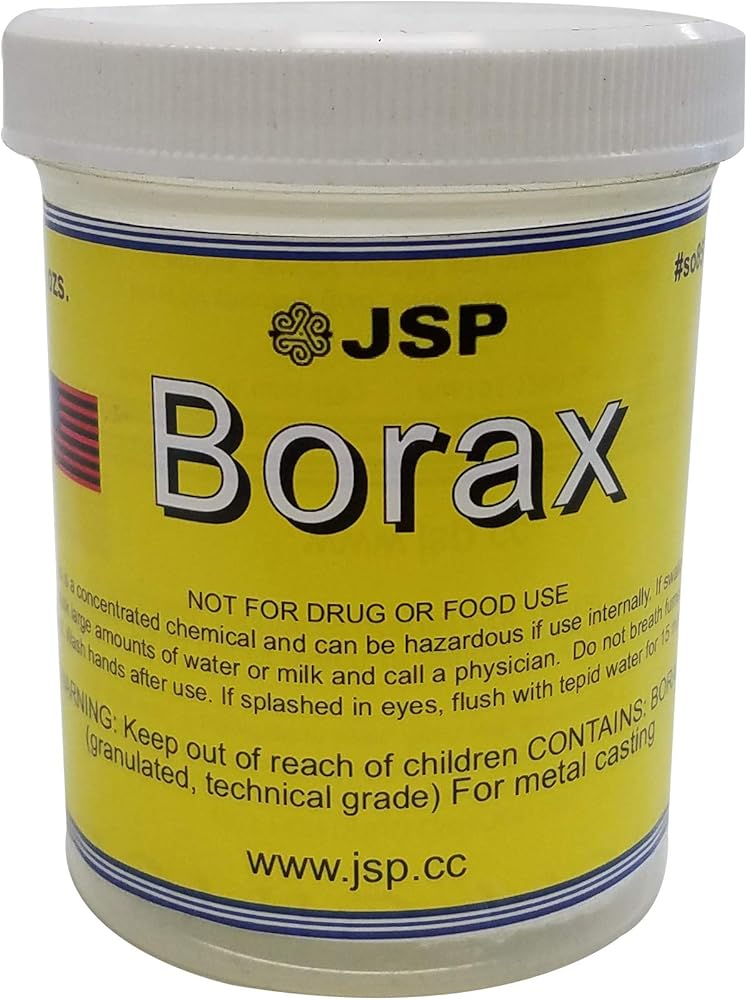 ozs.
JSP
Borax
NOT FOR DRUG OR FOOD USE
is a concentrated chemical and can be hazardous if use internally. If
large amounts of water or milk and call a physician. Do not breath
hands after use. If splashed in eyes, flush with tepid water for 15
WARNING: Keep out of reach of children CONTAINS:
(granulated, technical grade) For metal casting
www.jsp.cc